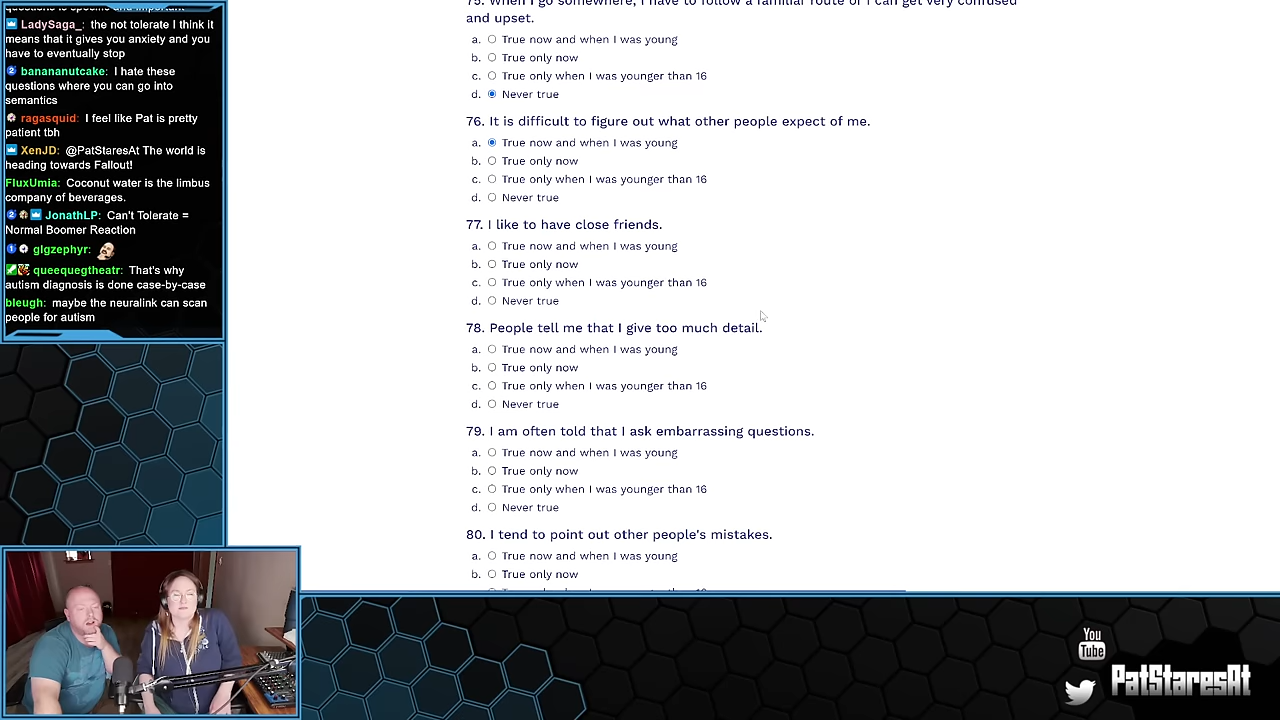 questions is specific and important
LadySaga_: the not tolerate I think it
means that it gives you anxiety and you
have to eventually stop
banananutcake: I hate these
questions where you can go into
semantics
ragasquid: I feel like Pat is pretty
patient tbh
XenJD: @PatStaresAt The world is
heading towards Fallout!
FluxUmia: Coconut water is the limbus
company of beverages.
JonathLP: Can't Tolerate =
Normal Boomer Reaction
glgzephyr:
queequegtheatr: That's why
autism diagnosis is done case-by-case
bleugh: maybe the neuralink can scan
people for autism
75. When I go somewhere, I have to follow a familiar route or I can get very confused
and upset.
a. True now and when I was young
b. True only now
c. True only when I was younger than 16
d. Never true
76. It is difficult to figure out what other people expect of me.
a. True now and when I was young
b. True only now
c. True only when I was younger than 16
d. Never true
77. I like to have close friends.
a. True now and when I was young
b. True only now
c. True only when I was younger than 16
d. Never true
78. People tell me that I give too much detail.
a. True now and when I was young
b. True only now
c. True only when I was younger than 16
d. Never true
79. I am often told that I ask embarrassing questions.
a. True now and when I was young
b. True only now
c. True only when I was younger than 16
d. Never true
80. I tend to point out other people's mistakes.
a. True now and when I was young
b. True only now
You
Tube
PatStaresAt